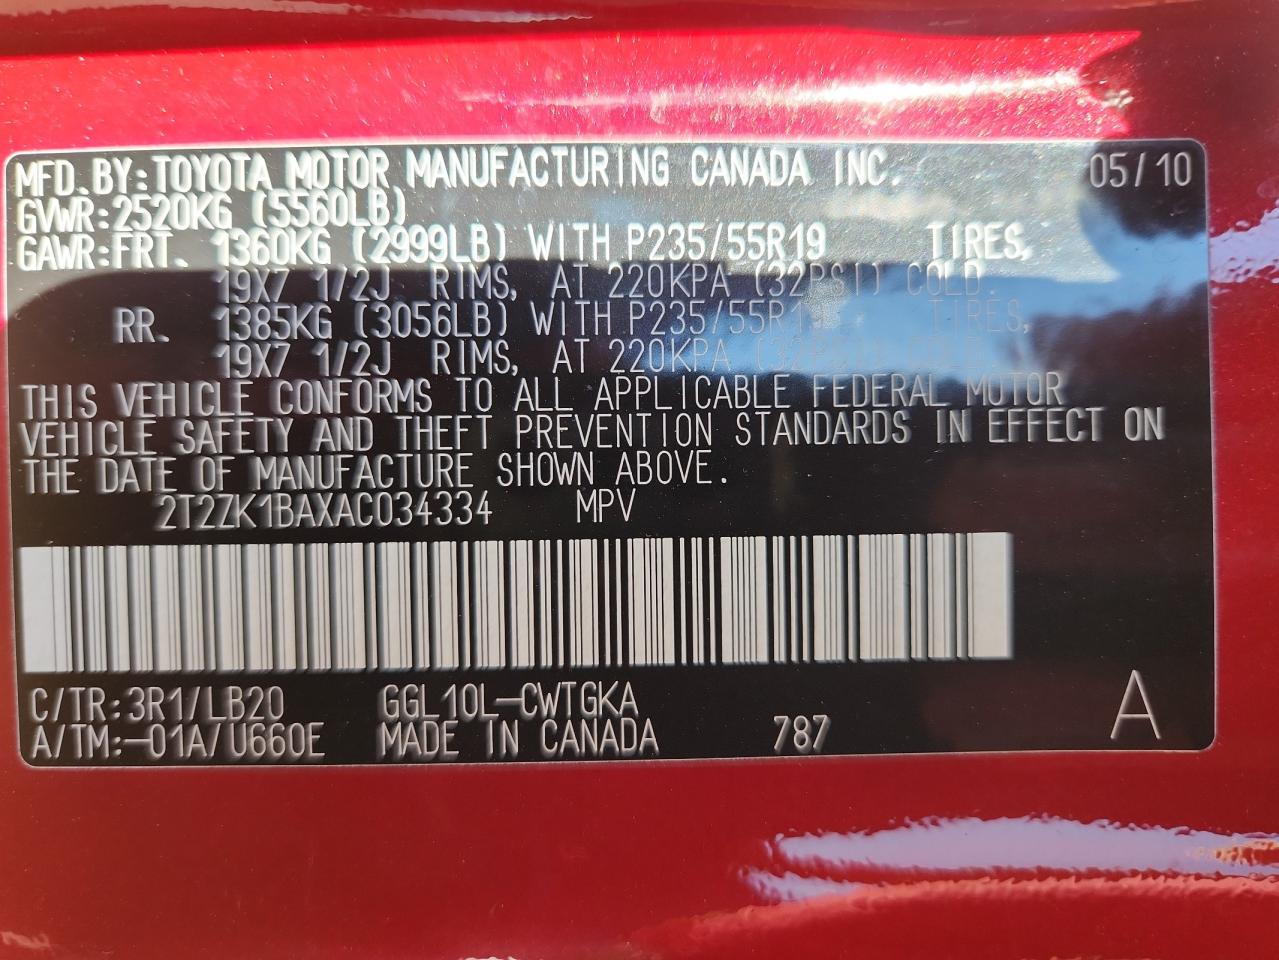 MFD.BY:TOYOTA MOTOR MANUFACTURING CANADA INC. 05/10
GVWR:2520KG (5560LB)
GAWR:FRT. 1360KG (2999LB) WITH P235/55R19 TIRES,
19X7 1/2J RIMS, AT 220KPA (32PSI) COLD.
RR. 1385KG (3056LB) WITH P235/55R19 TIRES,
19X7 1/2J RIMS, AT 220KPA (32PSI) COLD.
THIS VEHICLE CONFORMS TO ALL APPLICABLE FEDERAL MOTOR
VEHICLE SAFETY AND THEFT PREVENTION STANDARDS IN EFFECT ON
THE DATE OF MANUFACTURE SHOWN ABOVE.
2T2ZK1BAXAC034334 MPV
C/TR:3R1/LB20 GGL10L-CWTGKA
A/TM:-01A/U660E MADE IN CANADA 787 A